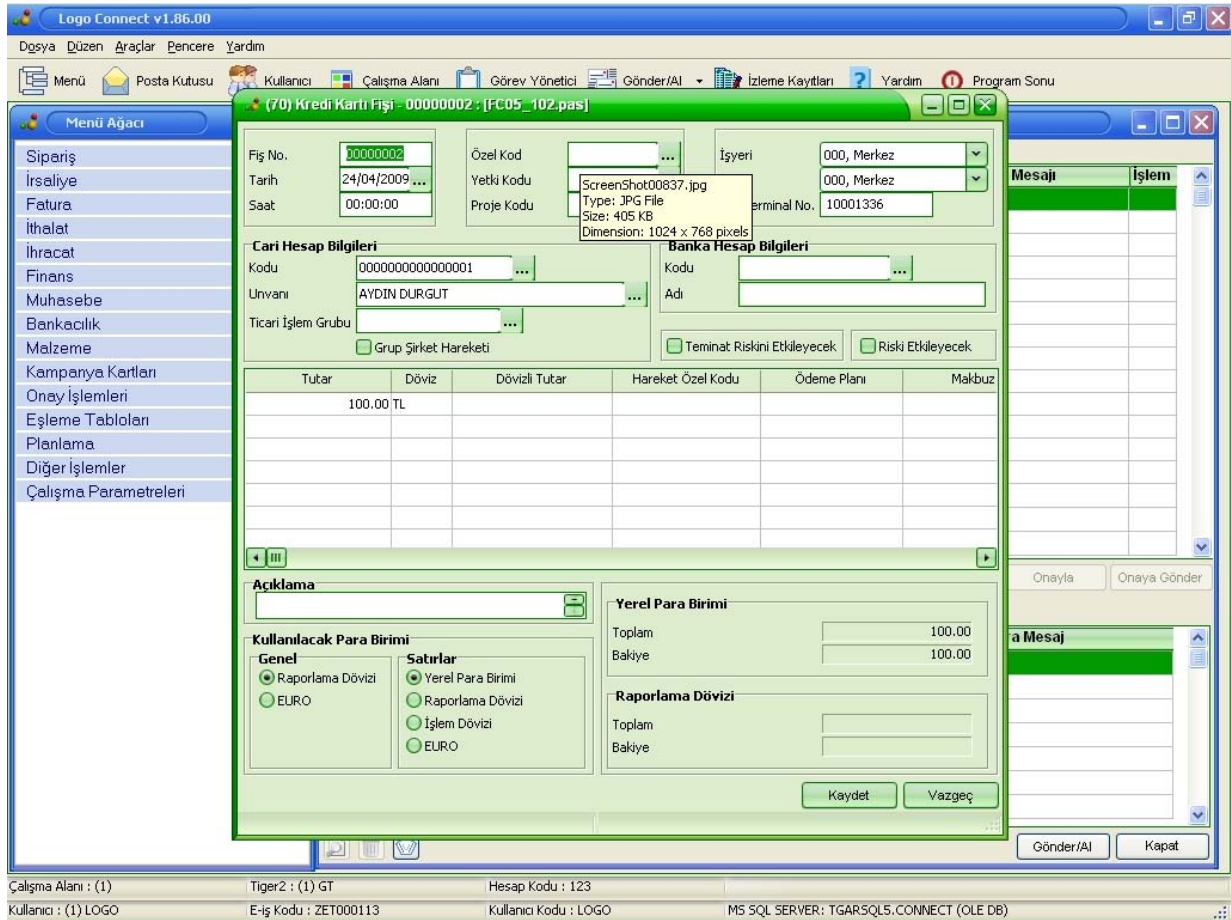 Logo Connect v1.86.00
Dosya Düzen Araçlar Pencere Yardım
Menü Posta Kutusu Kullanıcı Çalışma Alanı Görev Yönetici Gönder/Al İzleme Kayıtları Yardım Program Sonu
(70) Kredi Kartı Fişi - 00000002 : [FC05_102.pas]
Menü Ağacı
Sipariş
İrsaliye
Fatura
İthalat
İhracat
Finans
Muhasebe
Bankacılık
Malzeme
Kampanya Kartları
Onay İşlemleri
Eşleme Tabloları
Planlama
Diğer İşlemler
Çalışma Parametreleri
Fiş No. 00000002 Özel Kod ... İşyeri 000, Merkez
Tarih 24/04/2009 ... Yetki Kodu 000, Merkez
Saat 00:00:00 Proje Kodu Terminal No. 10001336
ScreenShot00837.jpg
Type: JPG File
Size: 405 KB
Dimension: 1024 x 768 pixels
Mesajı İşlem
Cari Hesap Bilgileri
Kodu 0000000000000001 ...
Unvanı AYDIN DURGUT ...
Ticari İşlem Grubu ...
Grup Şirket Hareketi
Banka Hesap Bilgileri
Kodu ...
Adı
Teminat Riskini Etkileyecek Riski Etkileyecek
Tutar Döviz Dövizli Tutar Hareket Özel Kodu Ödeme Planı Makbuz
100.00 TL
Açıklama
Kullanılacak Para Birimi
Genel
Raporlama Dövizi
EURO
Satırlar
Yerel Para Birimi
Raporlama Dövizi
İşlem Dövizi
EURO
Yerel Para Birimi
Toplam 100.00
Bakiye 100.00
Raporlama Dövizi
Toplam
Bakiye
Kaydet Vazgeç
Onayla Onaya Gönder
Mesaj
Gönder/Al Kapat
Çalışma Alanı : (1) Tiger2 : (1) GT Hesap Kodu : 123
Kullanıcı : (1) LOGO E-iş Kodu : ZET000113 Kullanıcı Kodu : LOGO MS SQL SERVER: TGARSQL5.CONNECT (OLE DB)